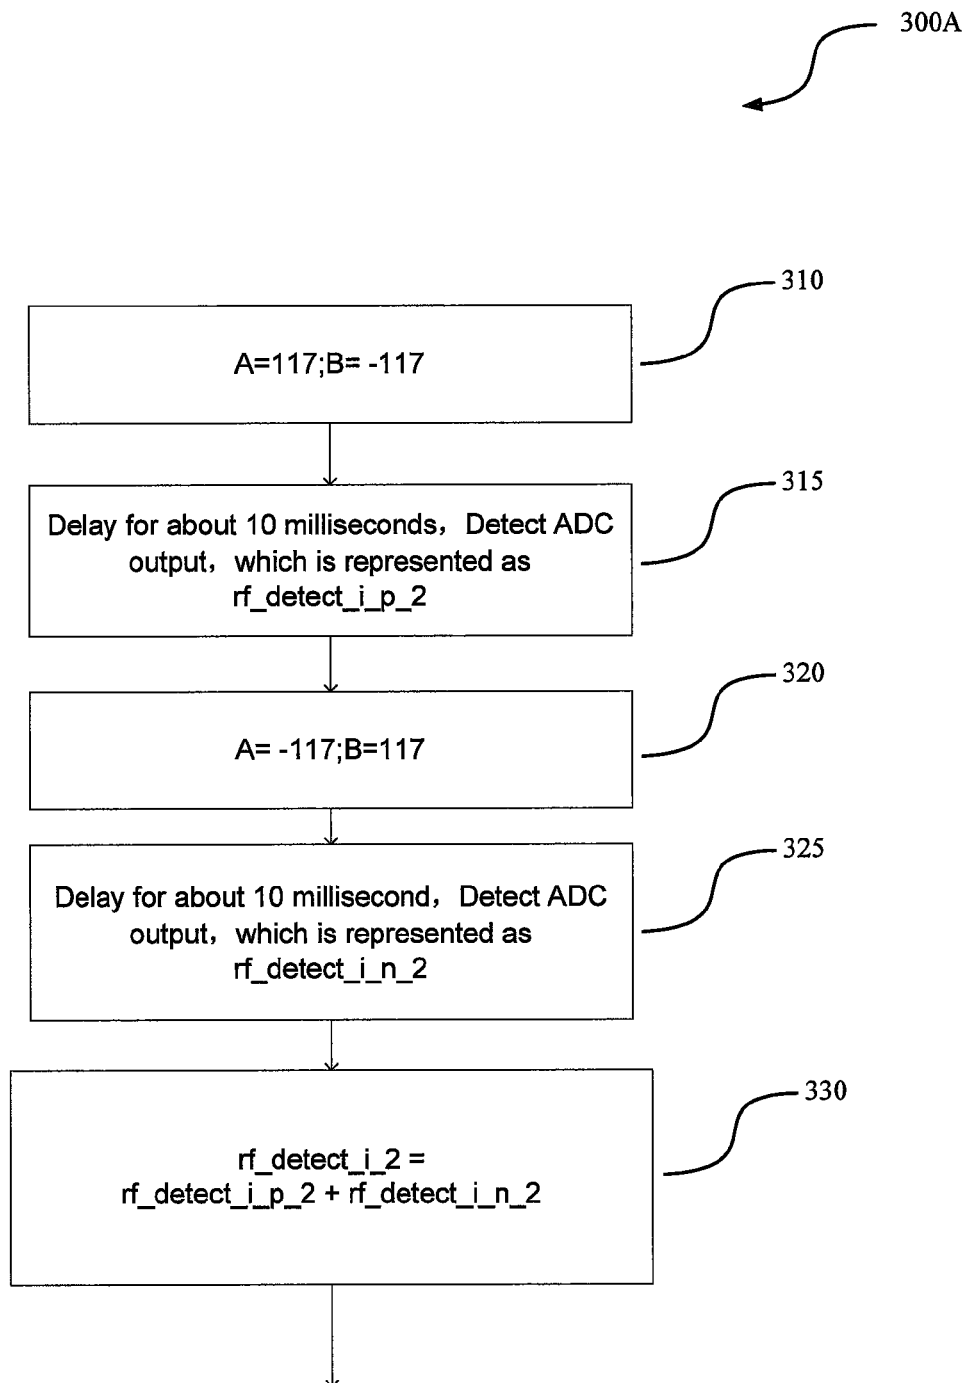 300A
310
A=117;B= -117
315
Delay for about 10 milliseconds，Detect ADC
output，which is represented as
rf_detect_i_p_2
320
A= -117;B=117
325
Delay for about 10 millisecond，Detect ADC
output，which is represented as
rf_detect_i_n_2
330
rf_detect_i_2 =
rf_detect_i_p_2 + rf_detect_i_n_2